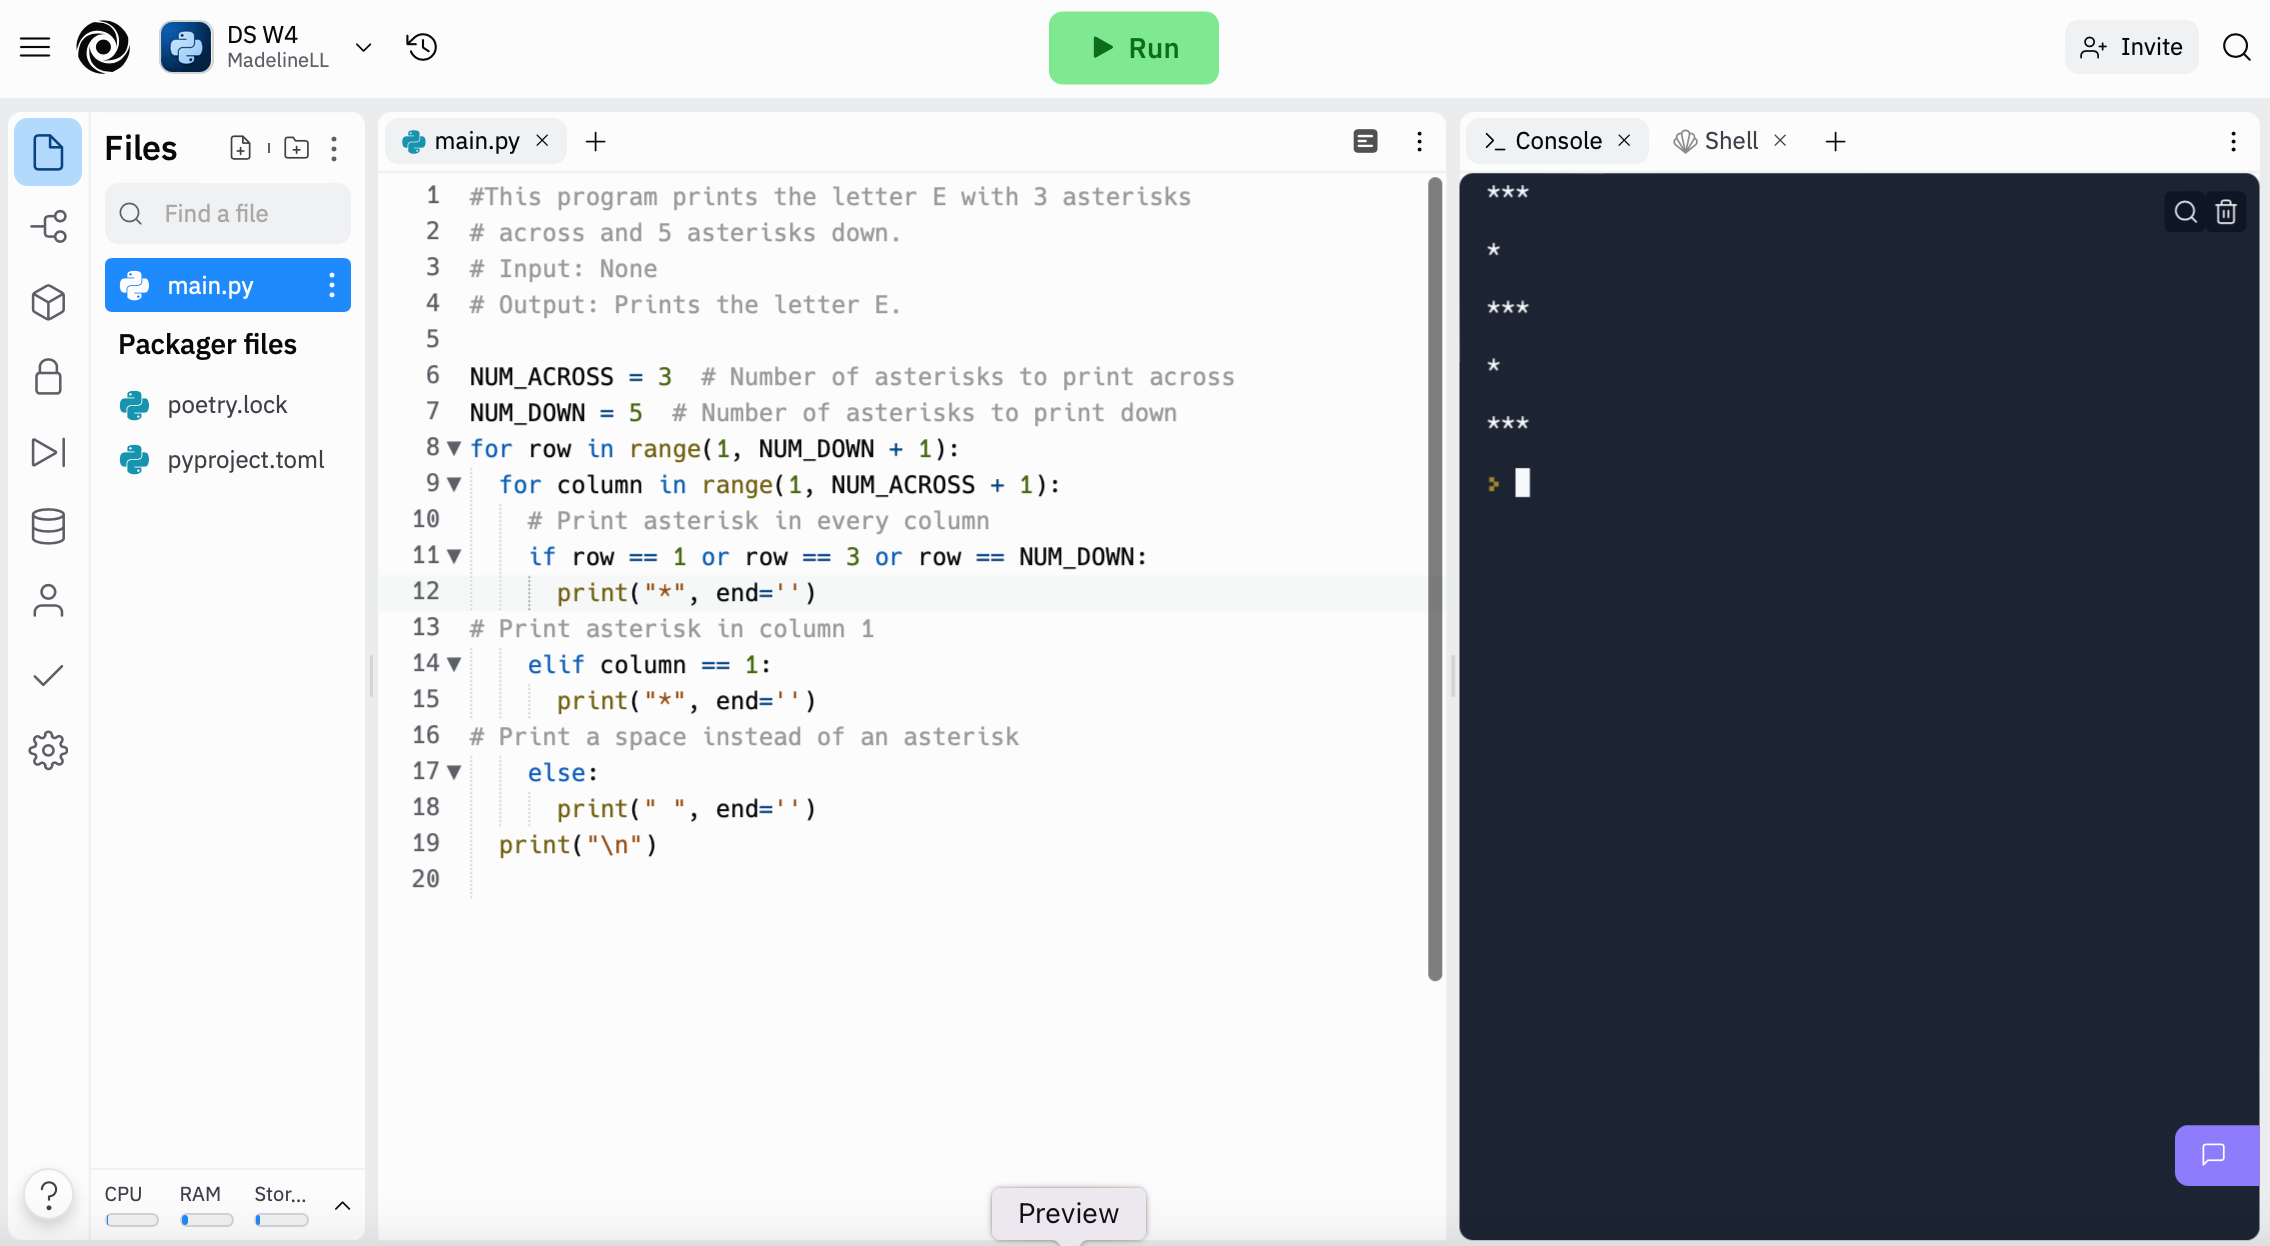 DS W4
MadelineLL
Run
Invite
Files
Find a file
main.py
Packager files
poetry.lock
pyproject.toml
CPU RAM Stor...
main.py
1 #This program prints the letter E with 3 asterisks
2 # across and 5 asterisks down.
3 # Input: None
4 # Output: Prints the letter E.
5
6 NUM_ACROSS = 3  # Number of asterisks to print across
7 NUM_DOWN = 5  # Number of asterisks to print down
8 for row in range(1, NUM_DOWN + 1):
9   for column in range(1, NUM_ACROSS + 1):
10     # Print asterisk in every column
11     if row == 1 or row == 3 or row == NUM_DOWN:
12       print("*", end='')
13 # Print asterisk in column 1
14     elif column == 1:
15       print("*", end='')
16 # Print a space instead of an asterisk
17     else:
18       print(" ", end='')
19   print("\n")
20
Preview
Console Shell
***
*
***
*
***